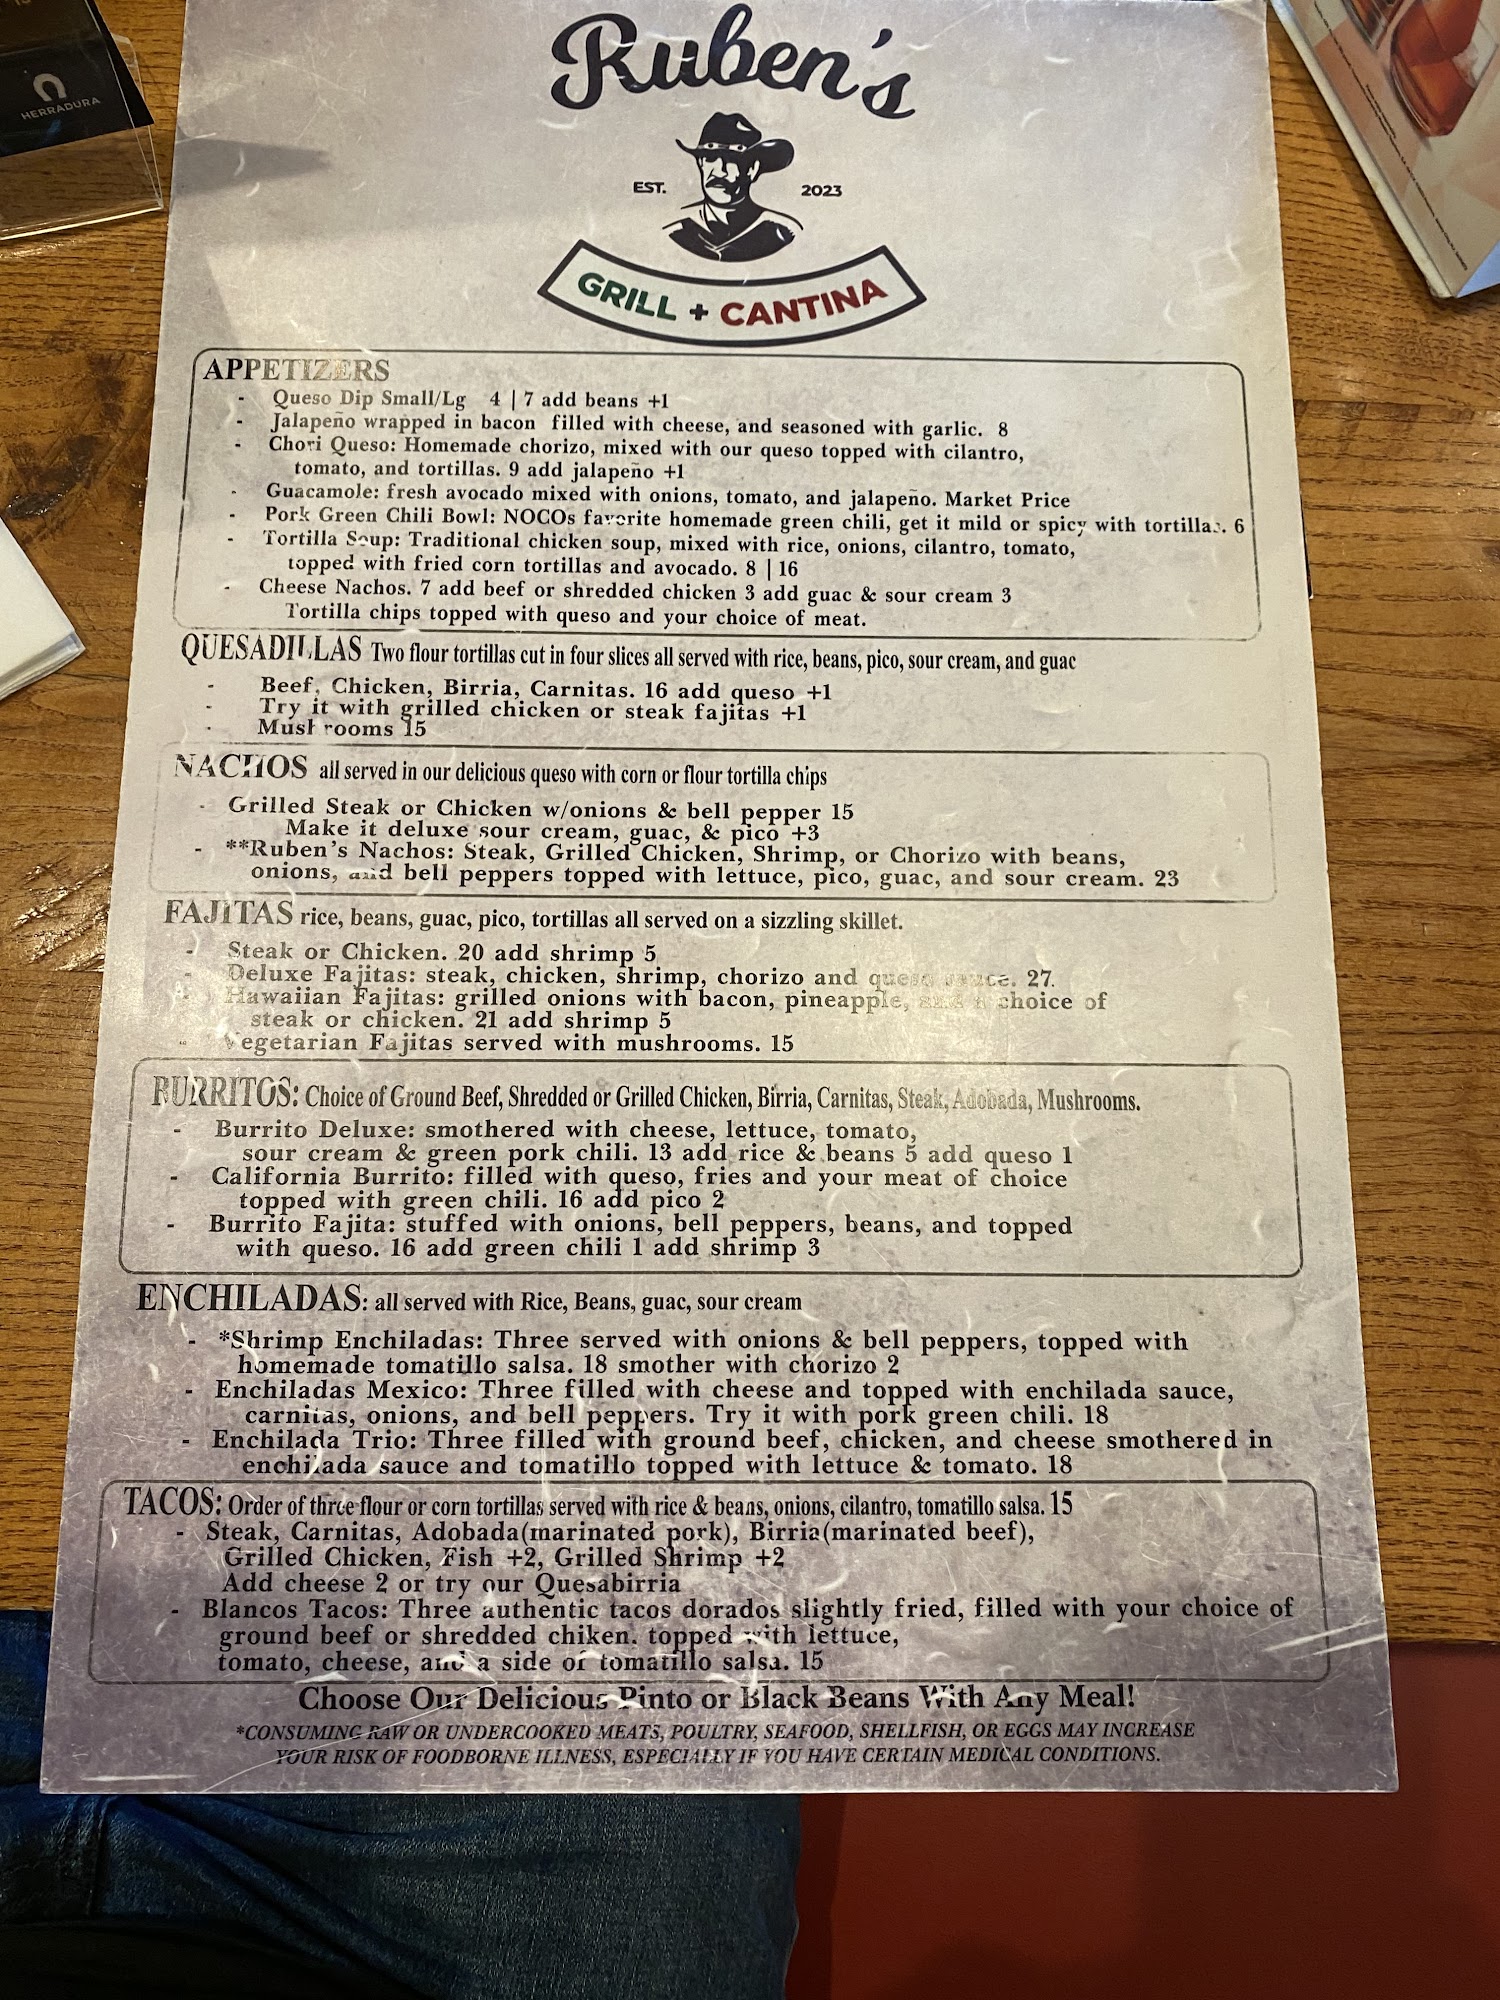 HERRADURA
Ruben's
EST. 2023
GRILL + CANTINA
APPETIZERS
- Queso Dip Small/Lg 4 | 7 add beans +1
- Jalapeño wrapped in bacon filled with cheese, and seasoned with garlic. 8
- Chori Queso: Homemade chorizo, mixed with our queso topped with cilantro,
tomato, and tortillas. 9 add jalapeño +1
- Guacamole: fresh avocado mixed with onions, tomato, and jalapeño. Market Price
- Pork Green Chili Bowl: NOCOs favorite homemade green chili, get it mild or spicy with tortillas. 6
- Tortilla Soup: Traditional chicken soup, mixed with rice, onions, cilantro, tomato,
topped with fried corn tortillas and avocado. 8 | 16
- Cheese Nachos. 7 add beef or shredded chicken 3 add guac & sour cream 3
Tortilla chips topped with queso and your choice of meat.
QUESADILLAS Two flour tortillas cut in four slices all served with rice, beans, pico, sour cream, and guac
- Beef, Chicken, Birria, Carnitas. 16 add queso +1
- Try it with grilled chicken or steak fajitas +1
- Mushrooms 15
NACHOS all served in our delicious queso with corn or flour tortilla chips
- Grilled Steak or Chicken w/onions & bell pepper 15
Make it deluxe sour cream, guac, & pico +3
- **Ruben's Nachos: Steak, Grilled Chicken, Shrimp, or Chorizo with beans,
onions, and bell peppers topped with lettuce, pico, guac, and sour cream. 23
FAJITAS rice, beans, guac, pico, tortillas all served on a sizzling skillet.
- Steak or Chicken. 20 add shrimp 5
- Deluxe Fajitas: steak, chicken, shrimp, chorizo and queso sauce. 27.
- Hawaiian Fajitas: grilled onions with bacon, pineapple, and a choice of
steak or chicken. 21 add shrimp 5
- Vegetarian Fajitas served with mushrooms. 15
BURRITOS: Choice of Ground Beef, Shredded or Grilled Chicken, Birria, Carnitas, Steak, Adobada, Mushrooms.
- Burrito Deluxe: smothered with cheese, lettuce, tomato,
sour cream & green pork chili. 13 add rice & beans 5 add queso 1
- California Burrito: filled with queso, fries and your meat of choice
topped with green chili. 16 add pico 2
- Burrito Fajita: stuffed with onions, bell peppers, beans, and topped
with queso. 16 add green chili 1 add shrimp 3
ENCHILADAS: all served with Rice, Beans, guac, sour cream
- *Shrimp Enchiladas: Three served with onions & bell peppers, topped with
homemade tomatillo salsa. 18 smother with chorizo 2
- Enchiladas Mexico: Three filled with cheese and topped with enchilada sauce,
carnitas, onions, and bell peppers. Try it with pork green chili. 18
- Enchilada Trio: Three filled with ground beef, chicken, and cheese smothered in
enchilada sauce and tomatillo topped with lettuce & tomato. 18
TACOS: Order of three flour or corn tortillas served with rice & beans, onions, cilantro, tomatillo salsa. 15
- Steak, Carnitas, Adobada(marinated pork), Birria(marinated beef),
Grilled Chicken, Fish +2, Grilled Shrimp +2
Add cheese 2 or try our Quesabirria
- Blancos Tacos: Three authentic tacos dorados slightly fried, filled with your choice of
ground beef or shredded chiken. topped with lettuce,
tomato, cheese, and a side of tomatillo salsa. 15
Choose Our Delicious Pinto or Black Beans With Any Meal!
*CONSUMING RAW OR UNDERCOOKED MEATS, POULTRY, SEAFOOD, SHELLFISH, OR EGGS MAY INCREASE
YOUR RISK OF FOODBORNE ILLNESS, ESPECIALLY IF YOU HAVE CERTAIN MEDICAL CONDITIONS.